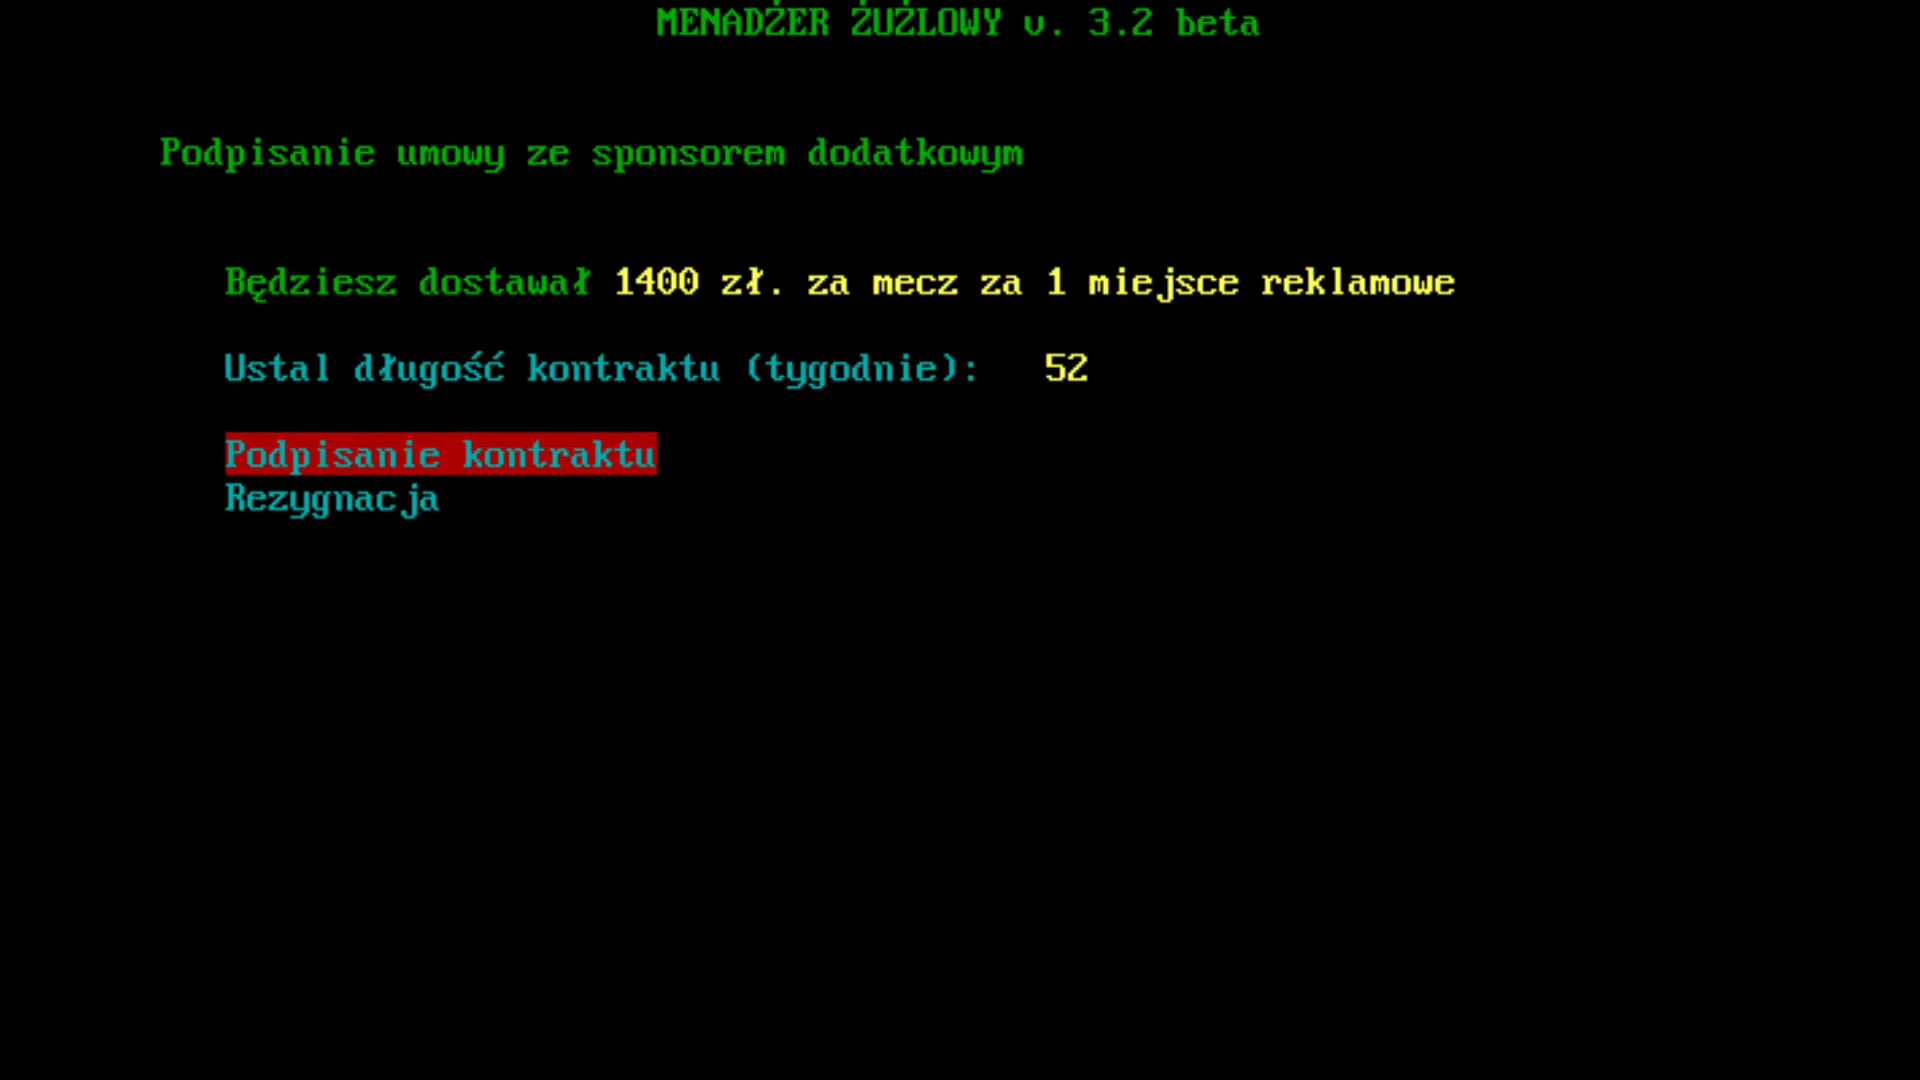 MENADŻER ŻUŻLOWY v. 3.2 beta
Podpisanie umowy ze sponsorem dodatkowym
Będziesz dostawał 1400 zł. za mecz za 1 miejsce reklamowe
Ustal długość kontraktu (tygodnie): 52
Podpisanie kontraktu
Rezygnacja